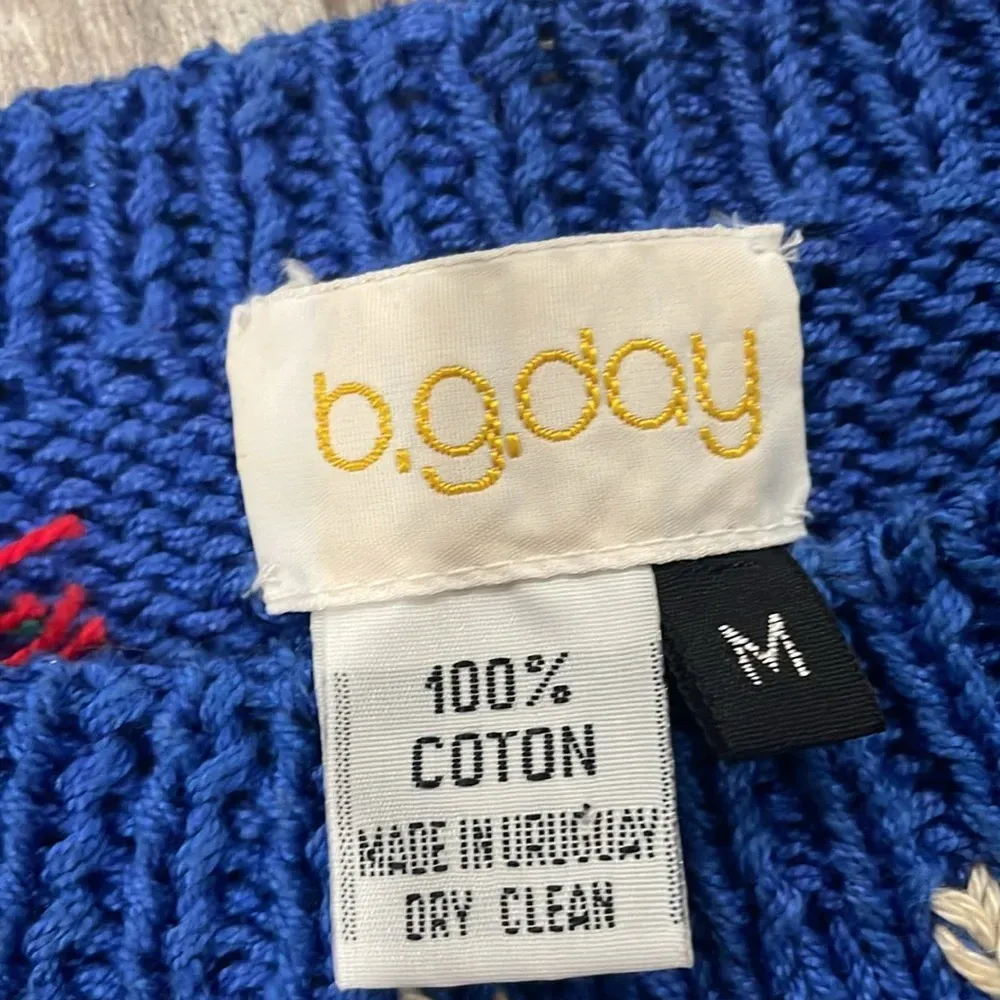 b.g.day
M
100%
COTON
MADE IN URUGUAY
DRY CLEAN